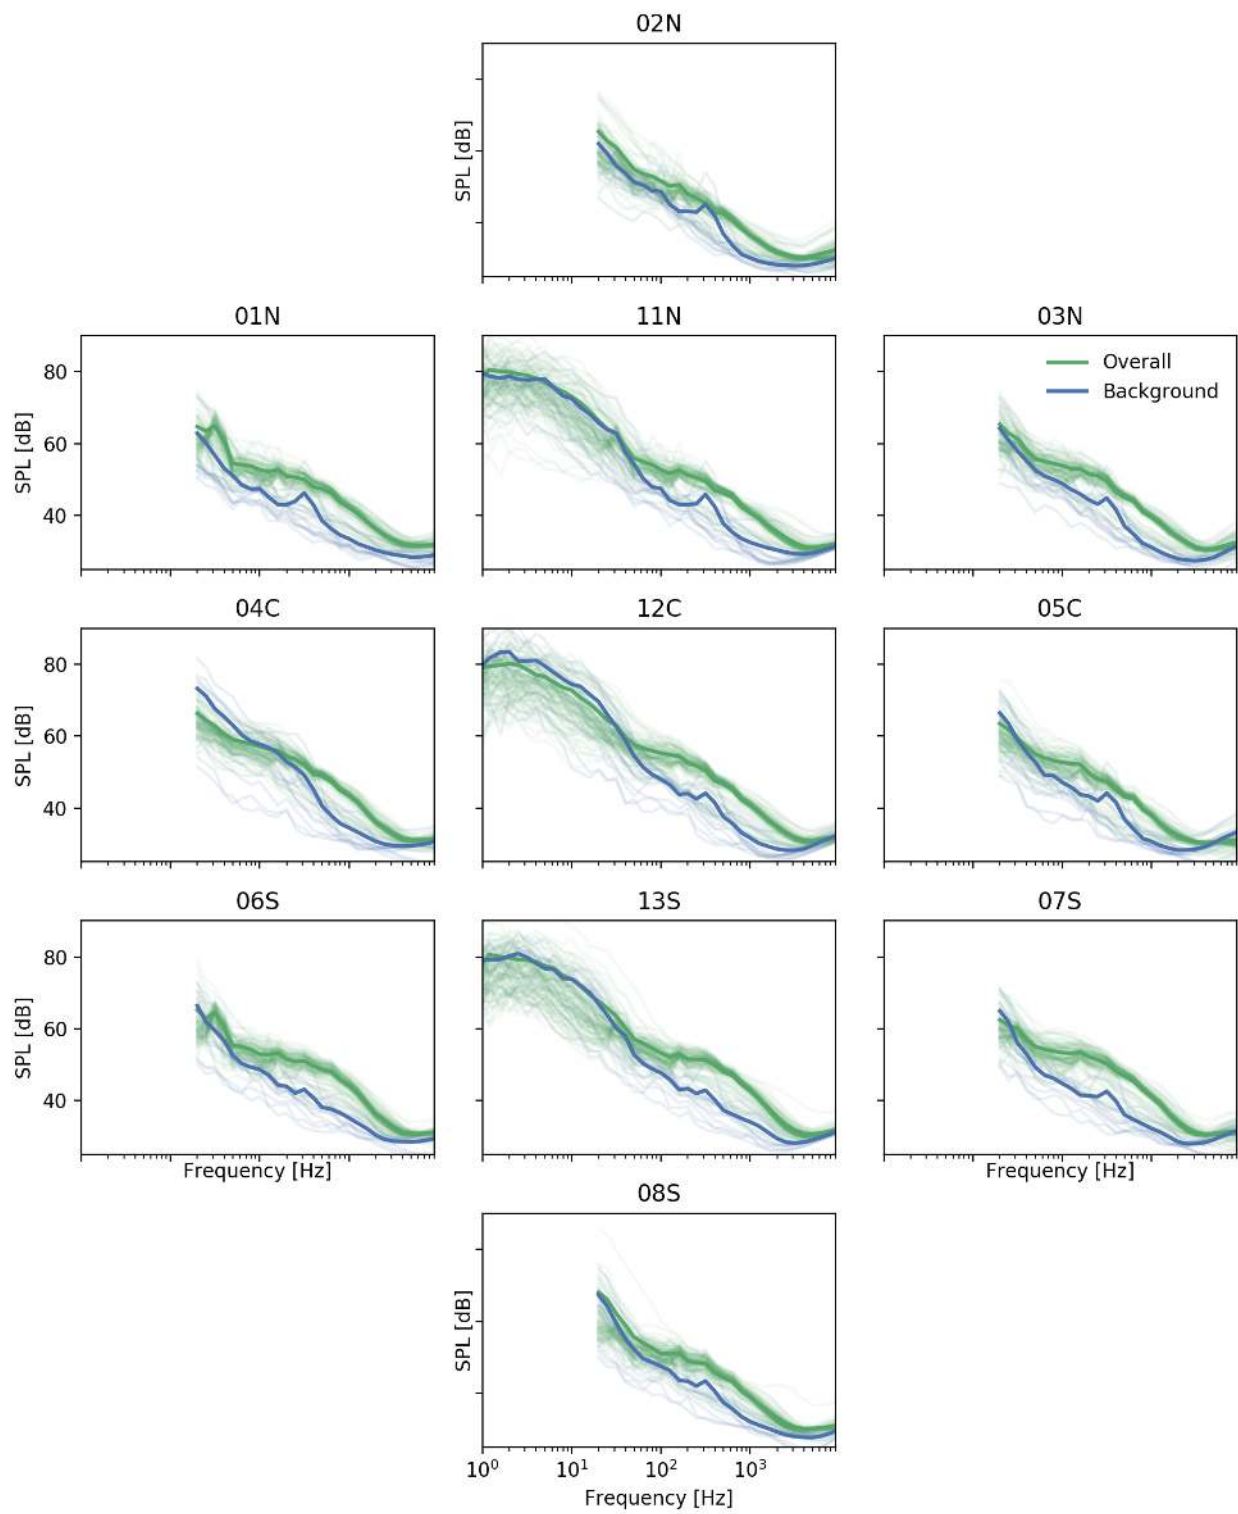 02N
SPL [dB]
01N 11N 03N
80
60
40
SPL [dB]
Overall
Background
04C 12C 05C
80
60
40
SPL [dB]
06S 13S 07S
80
60
40
SPL [dB]
Frequency [Hz] Frequency [Hz]
08S
SPL [dB]
10⁰ 10¹ 10² 10³
Frequency [Hz]